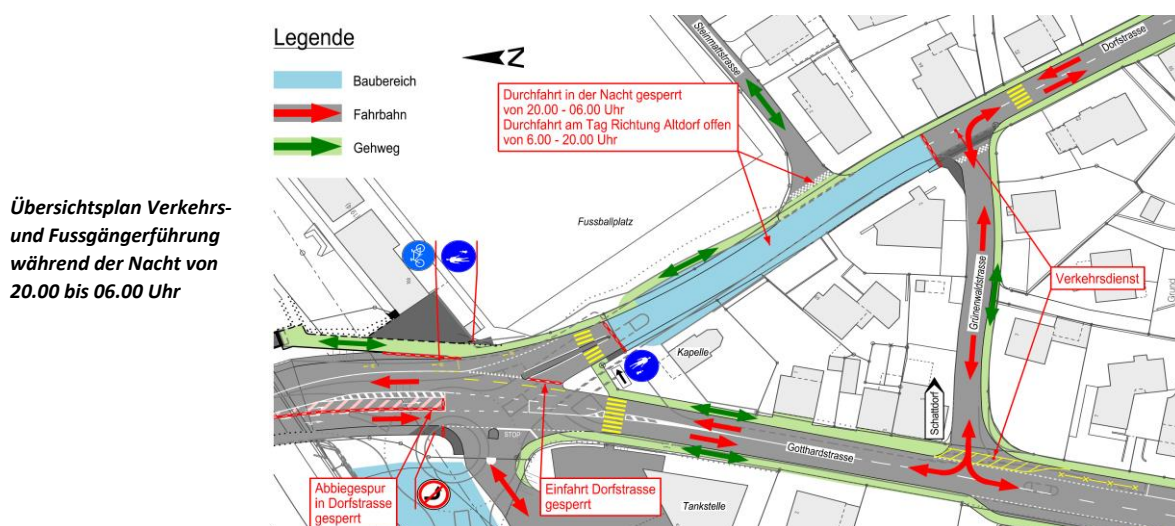 Übersichtsplan Verkehrs-
und Fussgängerführung
während der Nacht von
20.00 bis 06.00 Uhr
Legende
N
Baubereich
Fahrbahn
Gehweg
Steinmattstrasse
Dorfstrasse
Durchfahrt in der Nacht gesperrt
von 20.00 - 06.00 Uhr
Durchfahrt am Tag Richtung Altdorf offen
von 6.00 - 20.00 Uhr
Fussballplatz
Verkehrsdienst
Grund
Grünenwaldstrasse
Kapelle
Schattdorf
STOP
Gotthardstrasse
Abbiegespur
in Dorfstrasse
gesperrt
Einfahrt Dorfstrasse
gesperrt
Tankstelle